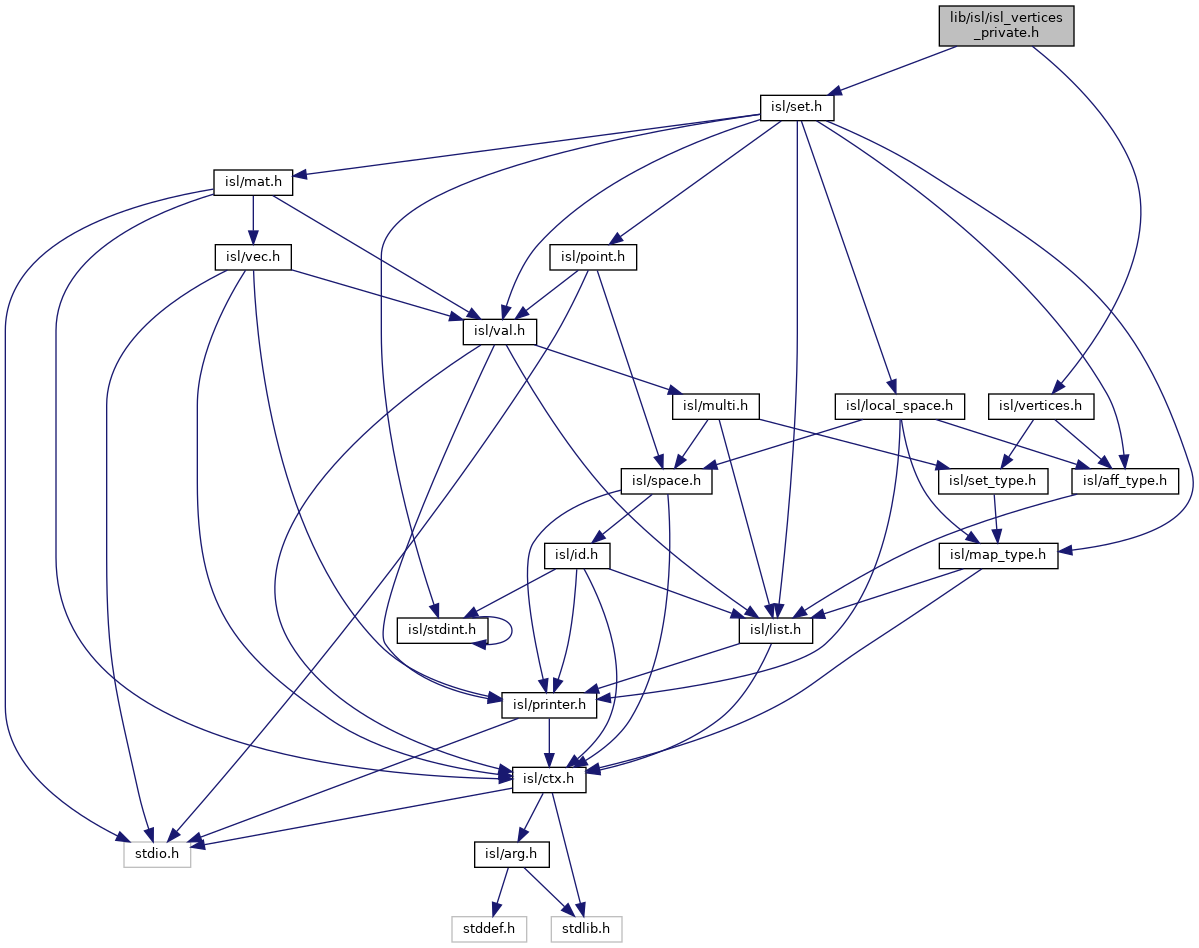 lib/isl/isl_vertices
_private.h
isl/set.h
isl/mat.h
isl/vec.h
isl/point.h
isl/val.h
isl/multi.h
isl/local_space.h
isl/vertices.h
isl/space.h
isl/set_type.h
isl/aff_type.h
isl/id.h
isl/map_type.h
isl/stdint.h
isl/list.h
isl/printer.h
isl/ctx.h
stdio.h
isl/arg.h
stddef.h
stdlib.h